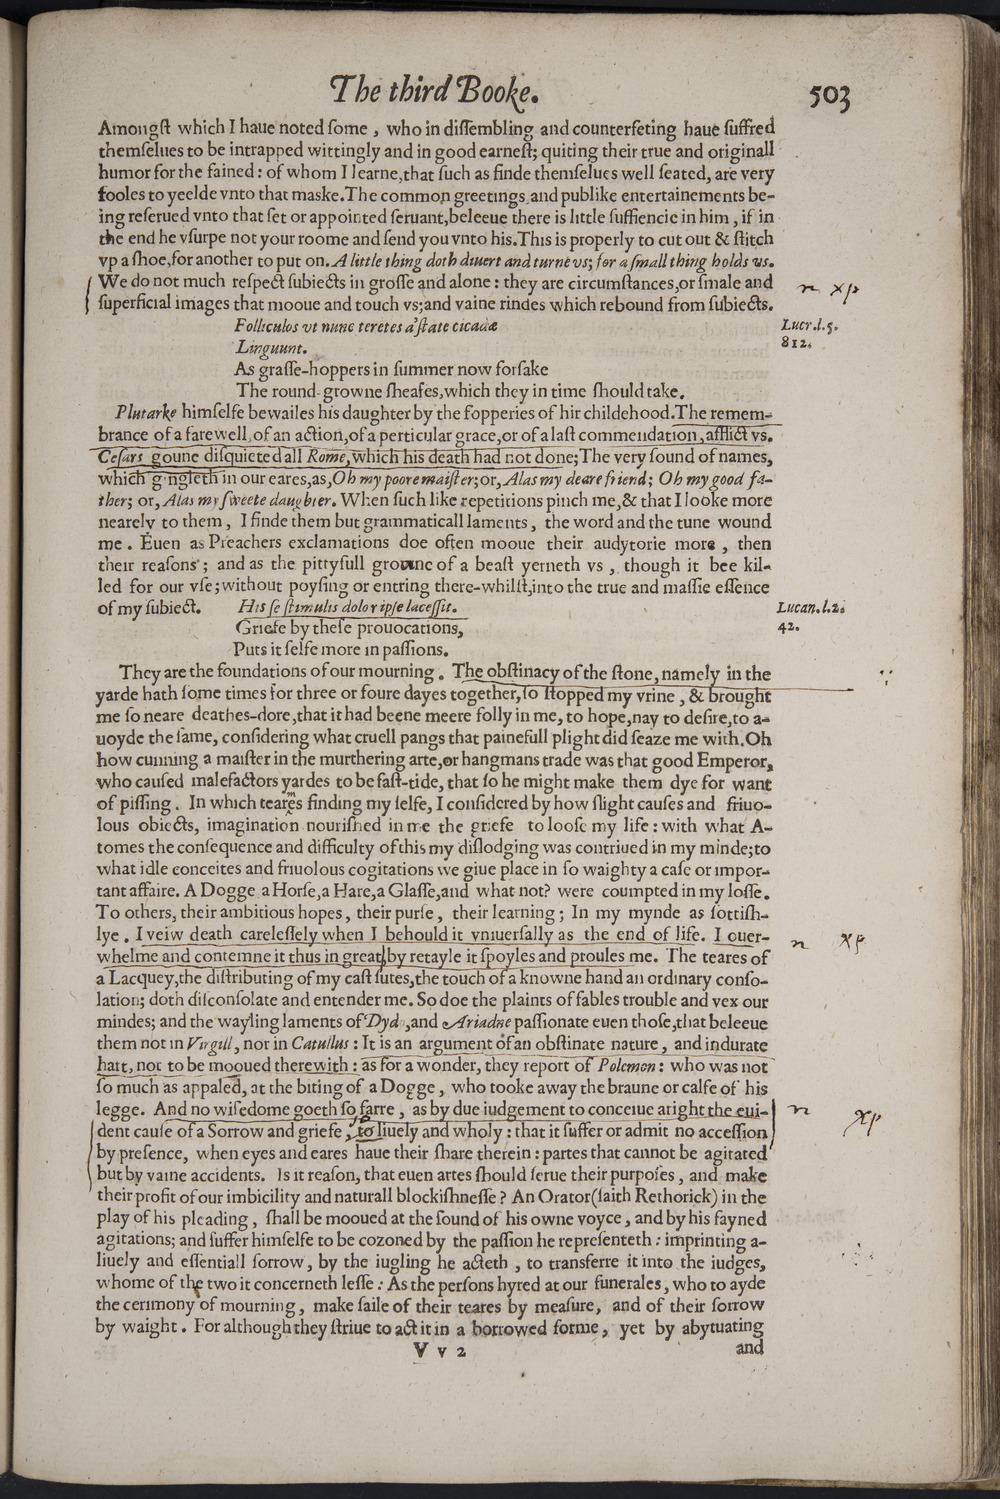 The third Booke. 503
Amongſt which I haue noted ſome, who in diſſembling and counterfeting haue ſuffred
themſelues to be intrapped wittingly and in good earneſt; quiting their true and originall
humor for the fained: of whom I learne, that ſuch as finde themſelues well ſeated, are very
fooles to yeelde vnto that maske. The common greetings and publike entertainements be-
ing reſerued vnto that ſet or appointed ſeruant, beleeue there is little ſuffiencie in him, if in
the end he vſurpe not your roome and ſend you vnto his. This is properly to cut out & ſtitch
vp a ſhoe, for another to put on. A little thing doth diuert and turne vs; for a ſmall thing holds vs.
We do not much reſpect ſubiects in groſſe and alone: they are circumſtances, or ſmale and
n xp
ſuperficial images that mooue and touch vs; and vaine rindes which rebound from ſubiects.
Folliculos vt nunc teretes æſtate cicadæ
Lucr. l. 5.
Linguunt.
812.
As graſſe-hoppers in ſummer now forſake
The round-growne ſheafes, which they in time ſhould take.
Plutarke himſelfe bewailes his daughter by the fopperies of hir childehood. The remem-
brance of a farewell, of an action, of a perticular grace, or of a laſt commendation, afflict vs.
Ceſars goune diſquieted all Rome, which his death had not done; The very ſound of names,
which gingleth in our eares, as, Oh my poore maiſter; or, Alas my deare friend; Oh my good fa-
ther; or, Alas my ſweete daughter. When ſuch like repetitions pinch me, & that I looke more
nearely to them, I finde them but grammaticall laments, the word and the tune wound
me. Euen as Preachers exclamations doe often mooue their audytorie more, then
their reaſons; and as the pittyfull grouwne of a beaſt yerneth vs, though it bee kil-
led for our vſe; without poyſing or entring there-whilſt, into the true and maſſie eſſence
of my ſubiect. His ſe ſtimulis dolor ipſe laceſſit.
Lucan. l. 2.
Griefe by theſe prouocations,
42.
Puts it ſelfe more in paſſions.
They are the foundations of our mourning. The obſtinacy of the ſtone, namely in the
yarde hath ſome times for three or foure dayes together, ſo ſtopped my vrine, & brought
me ſo neare deathes-dore, that it had beene meere folly in me, to hope, nay to deſire, to a-
uoyde the ſame, conſidering what cruell pangs that painefull plight did ſeaze me with. Oh
how cunning a maiſter in the murthering arte, or hangmans trade was that good Emperor,
who cauſed malefactors yardes to be faſt-tide, that ſo he might make them dye for want
of piſſing. In which teares finding my ſelfe, I conſidered by how ſlight cauſes and friuo-
lous obiects, imagination nouriſhed in me the griefe to looſe my life: with what A-
tomes the conſequence and difficulty of this my diſlodging was contriued in my minde; to
what idle conceites and friuolous cogitations we giue place in ſo waighty a caſe or impor-
tant affaire. A Dogge, a Horſe, a Hare, a Glaſſe, and what not? were coumpted in my loſſe.
To others, their ambitious hopes, their purſe, their learning; In my mynde as ſottiſh-
lye. I veiw death careleſſely when I behould it vniuerſally as the end of life. I ouer-
n xp
whelme and contemne it thus in great, by retayle it ſpoyles and proules me. The teares of
a Lacquey, the diſtributing of my caſt ſutes, the touch of a knowne hand an ordinary conſo-
lation; doth diſconſolate and entender me. So doe the plaints of fables trouble and vex our
mindes; and the wayling laments of Dydo, and Ariadne paſſionate euen thoſe, that beleeue
them not in Virgill, nor in Catullus: It is an argument of an obſtinate nature, and indurate
hart, not to be mooued therewith: as for a wonder, they report of Polemon: who was not
ſo much as appaled, at the biting of a Dogge, who tooke away the braune or calfe of his
legge. And no wiſedome goeth ſo farre, as by due iudgement to conceiue aright the eui-
n xp
dent cauſe of a Sorrow and griefe, ſo liuely and wholy: that it ſuffer or admit no acceſſion
by preſence, when eyes and eares haue their ſhare therein: partes that cannot be agitated
but by vaine accidents. Is it reaſon, that euen artes ſhould ſerue their purpoſes, and make
their profit of our imbicility and naturall blockiſhneſſe? An Orator (ſaith Rethorick) in the
play of his pleading, ſhall be mooued at the ſound of his owne voyce, and by his fayned
agitations; and ſuffer himſelfe to be cozoned by the paſſion he repreſenteth: imprinting a-
liuely and eſſentiall ſorrow, by the iugling he acteth, to transferre it into the iudges,
whome of the two it concerneth leſſe: As the perſons hyred at our funerales, who to ayde
the cerimony of mourning, make ſaile of their teares by meaſure, and of their ſorrow
by waight. For although they ſtriue to act it in a borrowed forme, yet by abytuating
V v 2 and